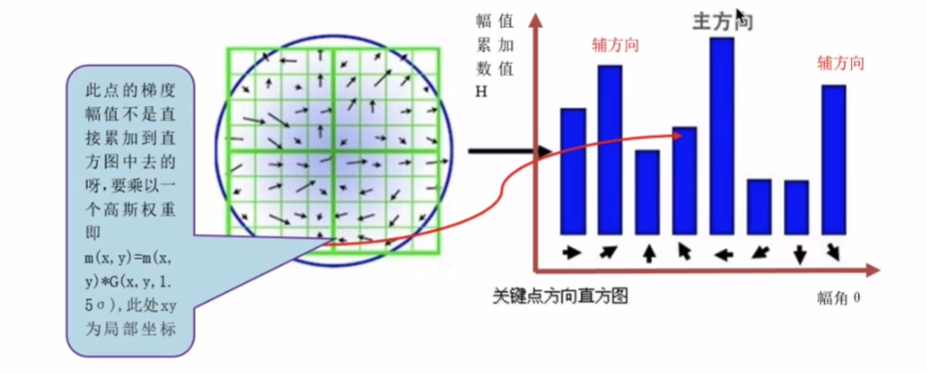 此点的梯度
幅值不是直
接累加到直
方图中去的
呀,要乘以一
个高斯权重
即
m(x,y)=m(x,
y)*G(x,y,1.
5σ),此处xy
为局部坐标
幅值
累加
数值
H
辅方向
主方向
辅方向
关键点方向直方图
幅角 θ